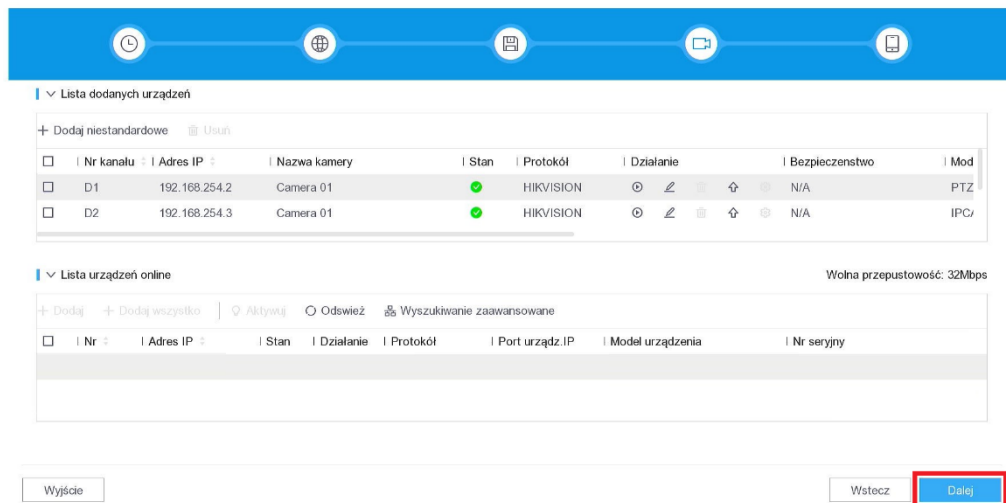 Lista dodanych urządzeń
Dodaj niestandardowe Usuń
Nr kanału Adres IP Nazwa kamery Stan Protokół Działanie Bezpieczenstwo Mod
D1 192.168.254.2 Camera 01 HIKVISION N/A PTZ
D2 192.168.254.3 Camera 01 HIKVISION N/A IPC
Lista urządzeń online Wolna przepustowość: 32Mbps
Dodaj Dodaj wszystko Aktywuj Odswież Wyszukiwanie zaawansowane
Nr Adres IP Stan Działanie Protokół Port urządz.IP Model urządzenia Nr seryjny
Wyjście Wstecz Dalej